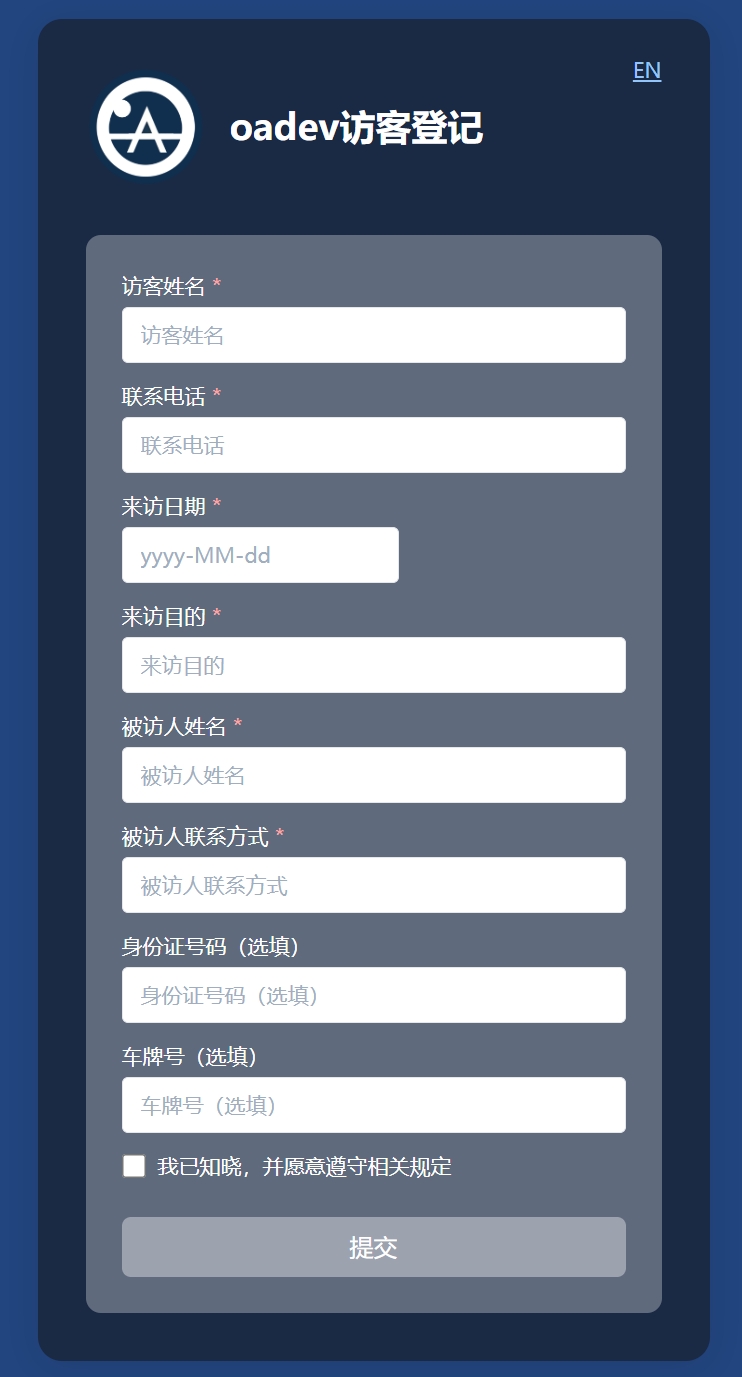 EN
oadev访客登记
访客姓名 *
访客姓名
联系电话 *
联系电话
来访日期 *
yyyy-MM-dd
来访目的 *
来访目的
被访人姓名 *
被访人姓名
被访人联系方式 *
被访人联系方式
身份证号码（选填）
身份证号码（选填）
车牌号（选填）
车牌号（选填）
我已知晓，并愿意遵守相关规定
提交